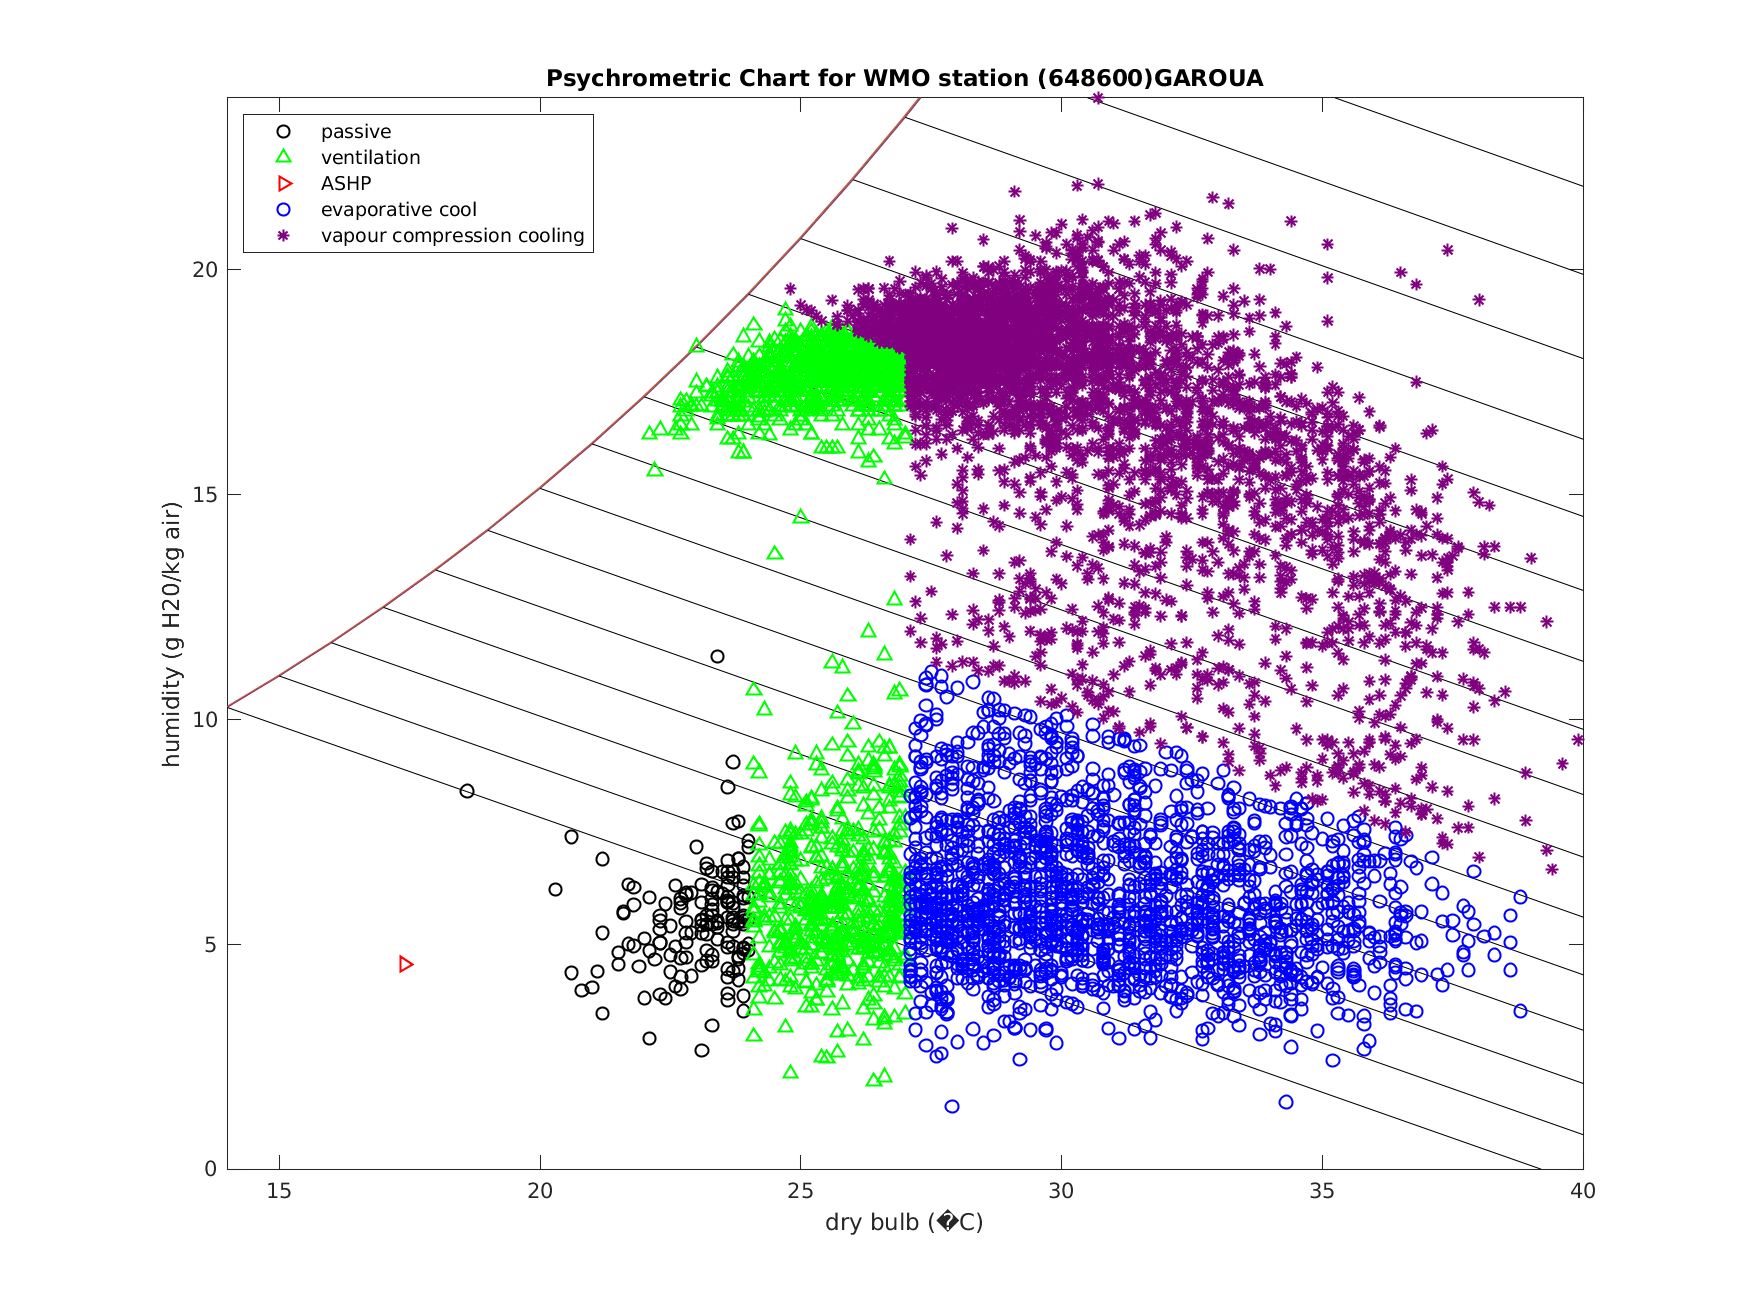 Psychrometric Chart for WMO station (648600)GAROUA
passive
ventilation
ASHP
evaporative cool
vapour compression cooling
humidity (g H20/kg air)
20
15
10
5
0
15 20 25 30 35 40
dry bulb (�C)